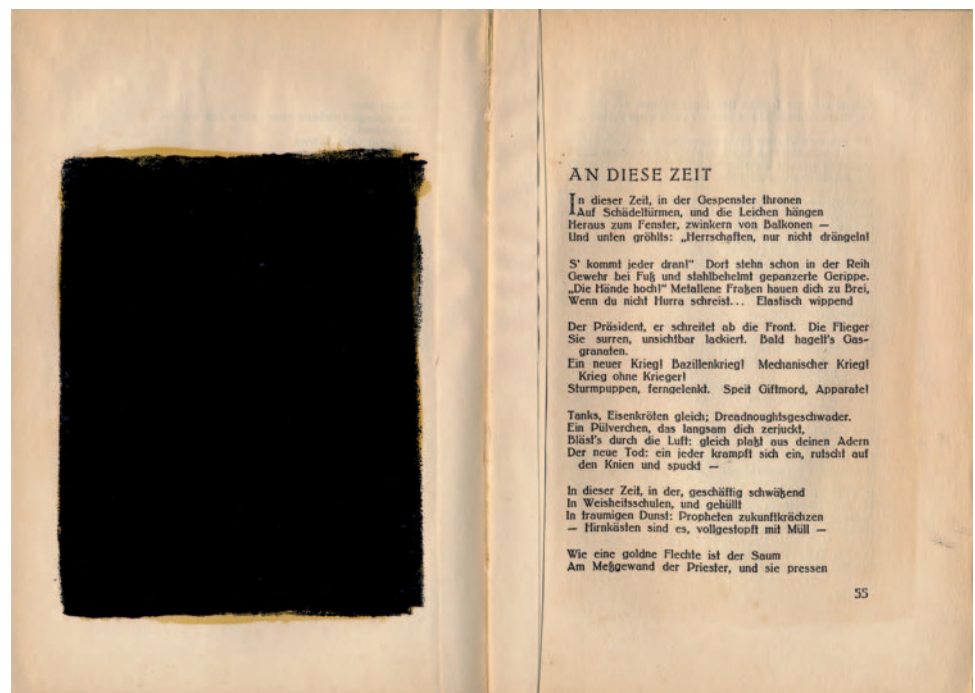 AN DIESE ZEIT
In dieser Zeit, in der Gespenster thronen
Auf Schädeltürmen, und die Leichen hängen
Heraus zum Fenster, zwinkern von Balkonen —
Und unten gröhlts: „Herrschaften, nur nicht drängeln!
S' kommt jeder dran!" Dort stehn schon in der Reih
Gewehr bei Fuß und stahlbehelmt gepanzerte Gerippe.
„Die Hände hoch!" Metallene Fratzen hauen dich zu Brei,
Wenn du nicht Hurra schreist... Elastisch wippend
Der Präsident, er schreitet ab die Front. Die Flieger
Sie surren, unsichtbar lackiert. Bald hagelt's Gas-
granaten.
Ein neuer Krieg! Bazillenkrieg! Mechanischer Krieg!
Krieg ohne Krieger!
Sturmpuppen, ferngelenkt. Speit Giftmord, Apparate!
Tanks, Eisenkröten gleich; Dreadnoughtsgeschwader.
Ein Pülverchen, das langsam dich zerjuckt,
Bläst's durch die Luft: gleich platzt aus deinen Adern
Der neue Tod: ein jeder krampft sich ein, rutscht auf
den Knien und spuckt —
In dieser Zeit, in der, geschäftig schwätzend
In Weisheitsschulen, und gehüllt
In traumigen Dunst: Propheten zukunftkrächzen
— Hirnkästen sind es, vollgestopft mit Müll —
Wie eine goldne Flechte ist der Saum
Am Meßgewand der Priester, und sie pressen
55